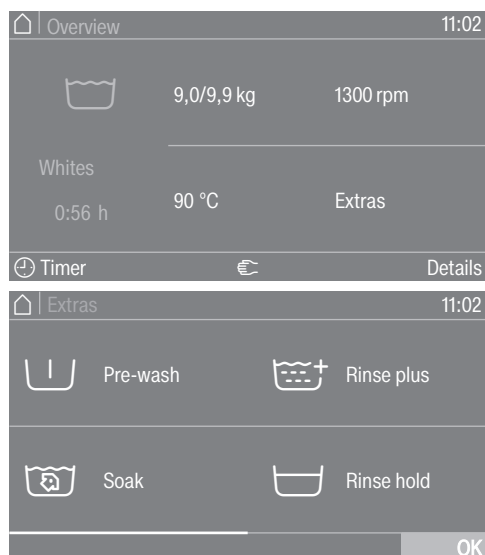 Overview 11:02
9,0/9,9 kg 1300 rpm
Whites
0:56 h
90 °C Extras
Timer Details
Extras 11:02
Pre-wash Rinse plus
Soak Rinse hold
OK